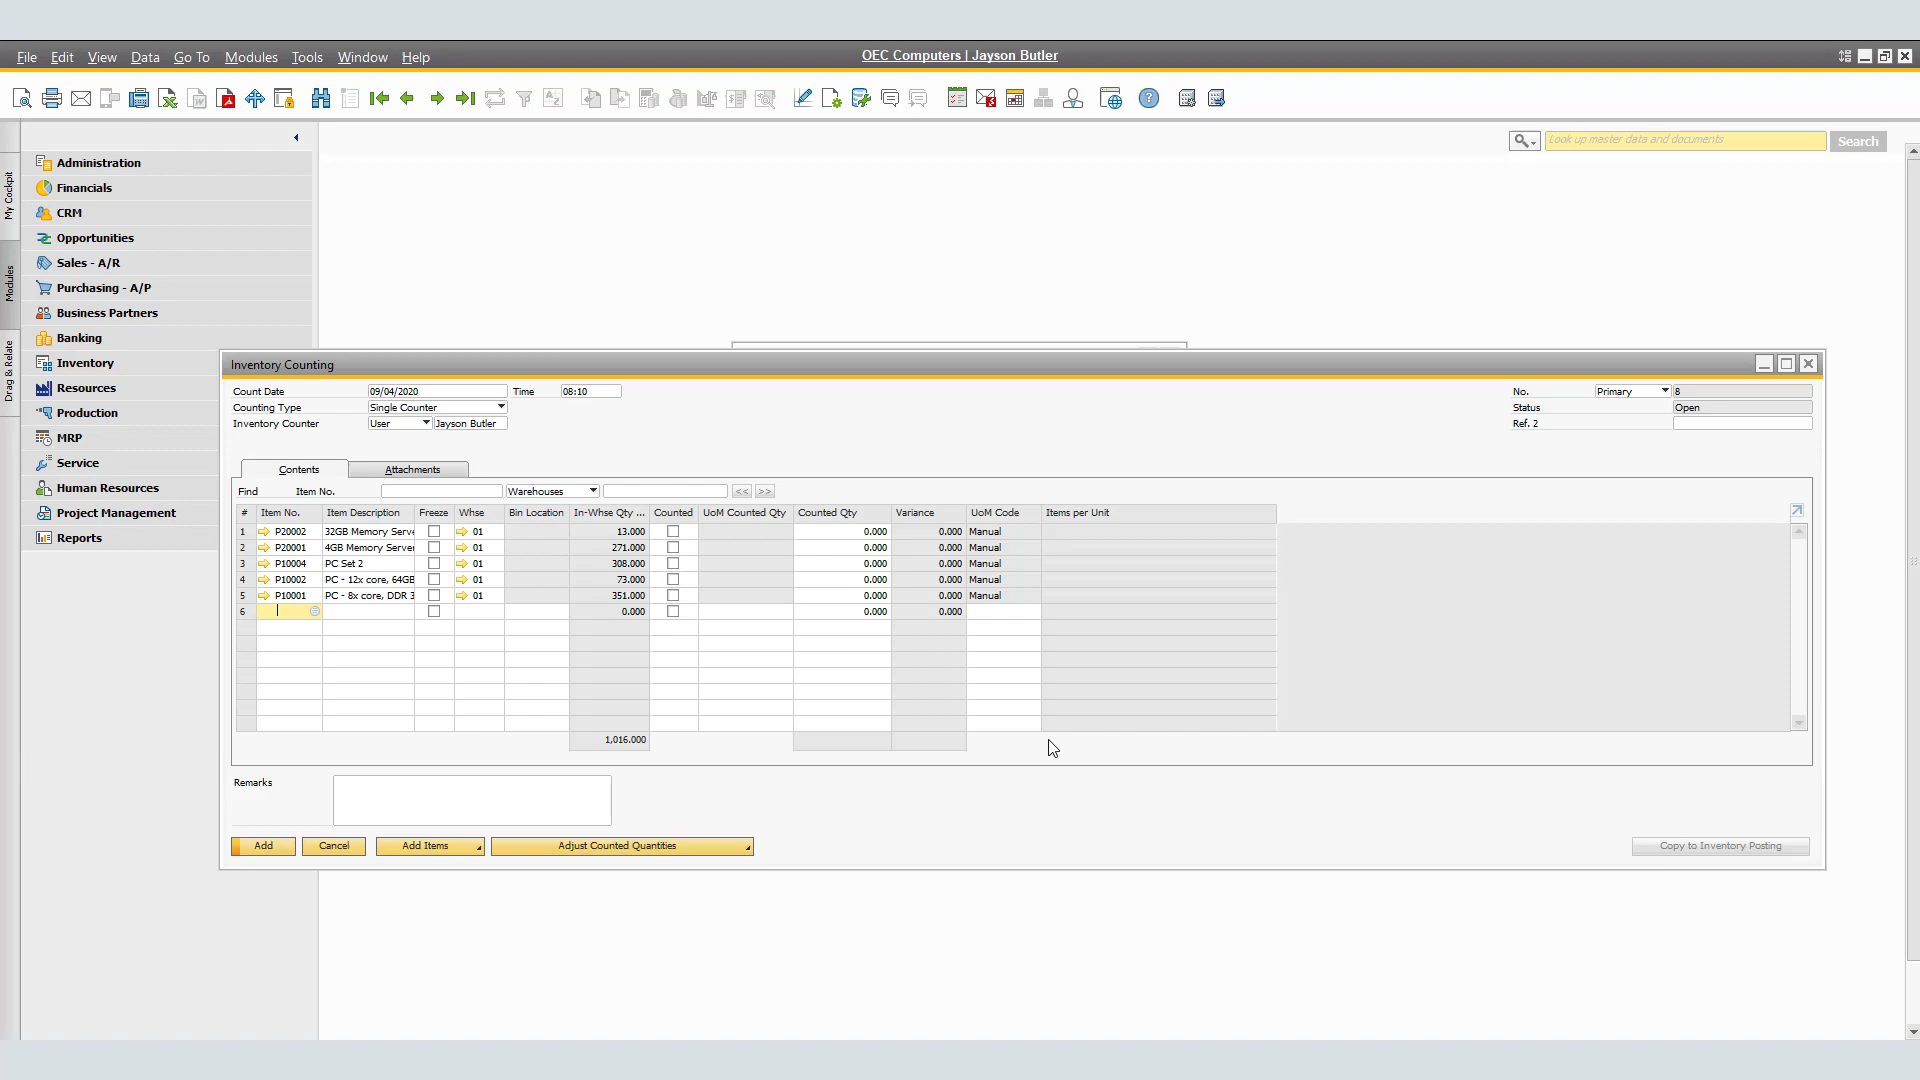 File Edit View Data Go To Modules Tools Window Help
OEC Computers | Jayson Butler
Look up master data and documents
Search
My Cockpit
Modules
Drag & Relate
Administration
Financials
CRM
Opportunities
Sales - A/R
Purchasing - A/P
Business Partners
Banking
Inventory
Resources
Production
MRP
Service
Human Resources
Project Management
Reports
Inventory Counting
Count Date 09/04/2020 Time 08:10
Counting Type Single Counter
Inventory Counter User Jayson Butler
No. Primary 8
Status Open
Ref. 2
Contents Attachments
Find Item No. Warehouses << >>
# Item No. Item Description Freeze Whse Bin Location In-Whse Qty ... Counted UoM Counted Qty Counted Qty Variance UoM Code Items per Unit
1 P20002 32GB Memory Serve 01 13.000 0.000 0.000 Manual
2 P20001 4GB Memory Server 01 271.000 0.000 0.000 Manual
3 P10004 PC Set 2 01 308.000 0.000 0.000 Manual
4 P10002 PC - 12x core, 64GB 01 73.000 0.000 0.000 Manual
5 P10001 PC - 8x core, DDR 3 01 351.000 0.000 0.000 Manual
6 0.000 0.000 0.000
1,016.000
Remarks
Add Cancel Add Items Adjust Counted Quantities Copy to Inventory Posting